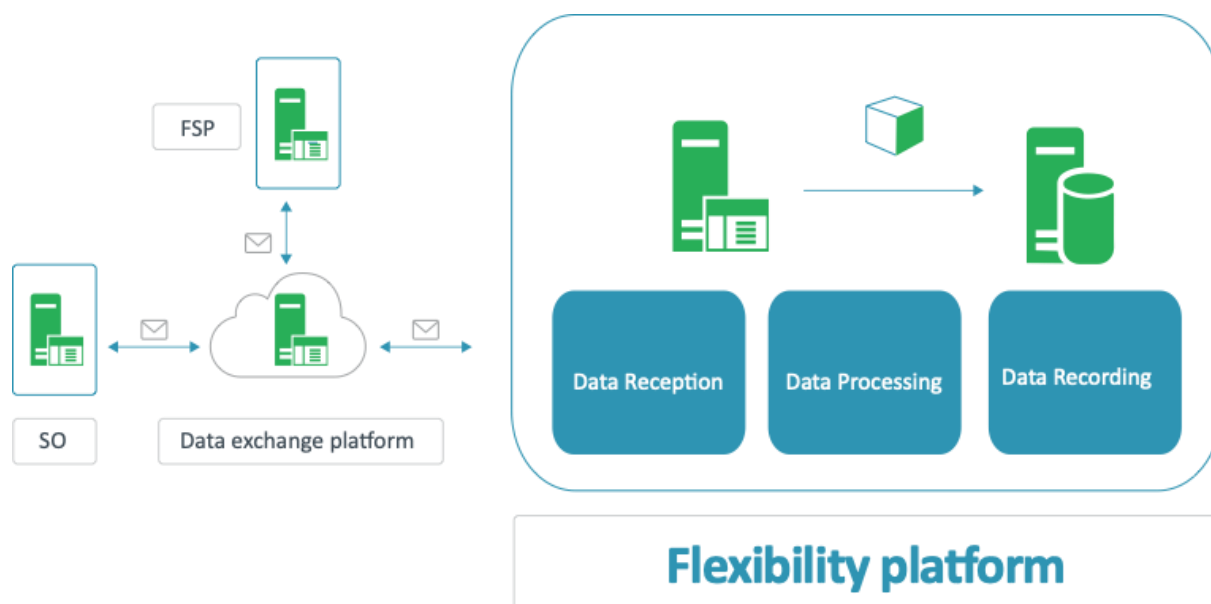 FSP
SO
Data exchange platform
Data Reception
Data Processing
Data Recording
Flexibility platform